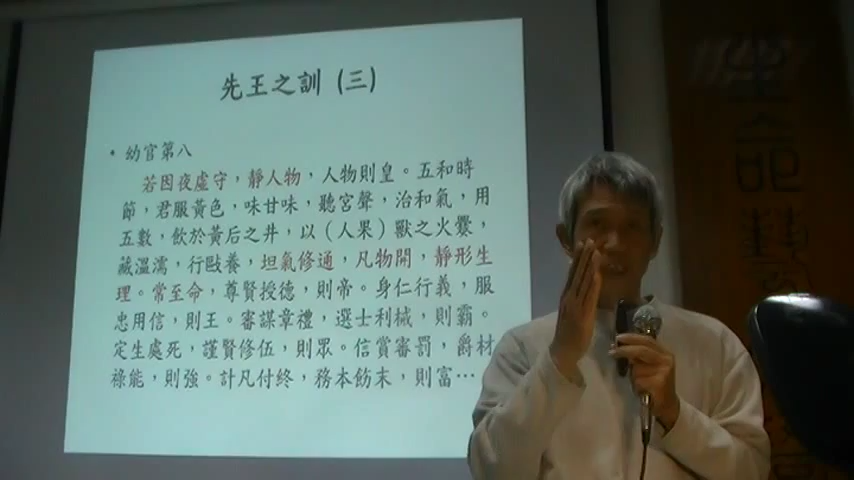 先王之訓 (三)
• 幼官第八
若因夜虛守，靜人物，人物則皇。五和時
節，君服黃色，味甘味，聽宮聲，治和氣，用
五數，飲於黃后之井，以（人果）獸之火爨，
藏溫濡，行歐養，坦氣修通，凡物開，靜形生
理。常至命，尊賢授德，則帝。身仁行義，服
忠用信，則王。審謀章禮，選士利械，則霸。
定生處死，謹賢修伍，則眾。信賞審罰，爵材
祿能，則強。計凡付終，務本飭末，則富…